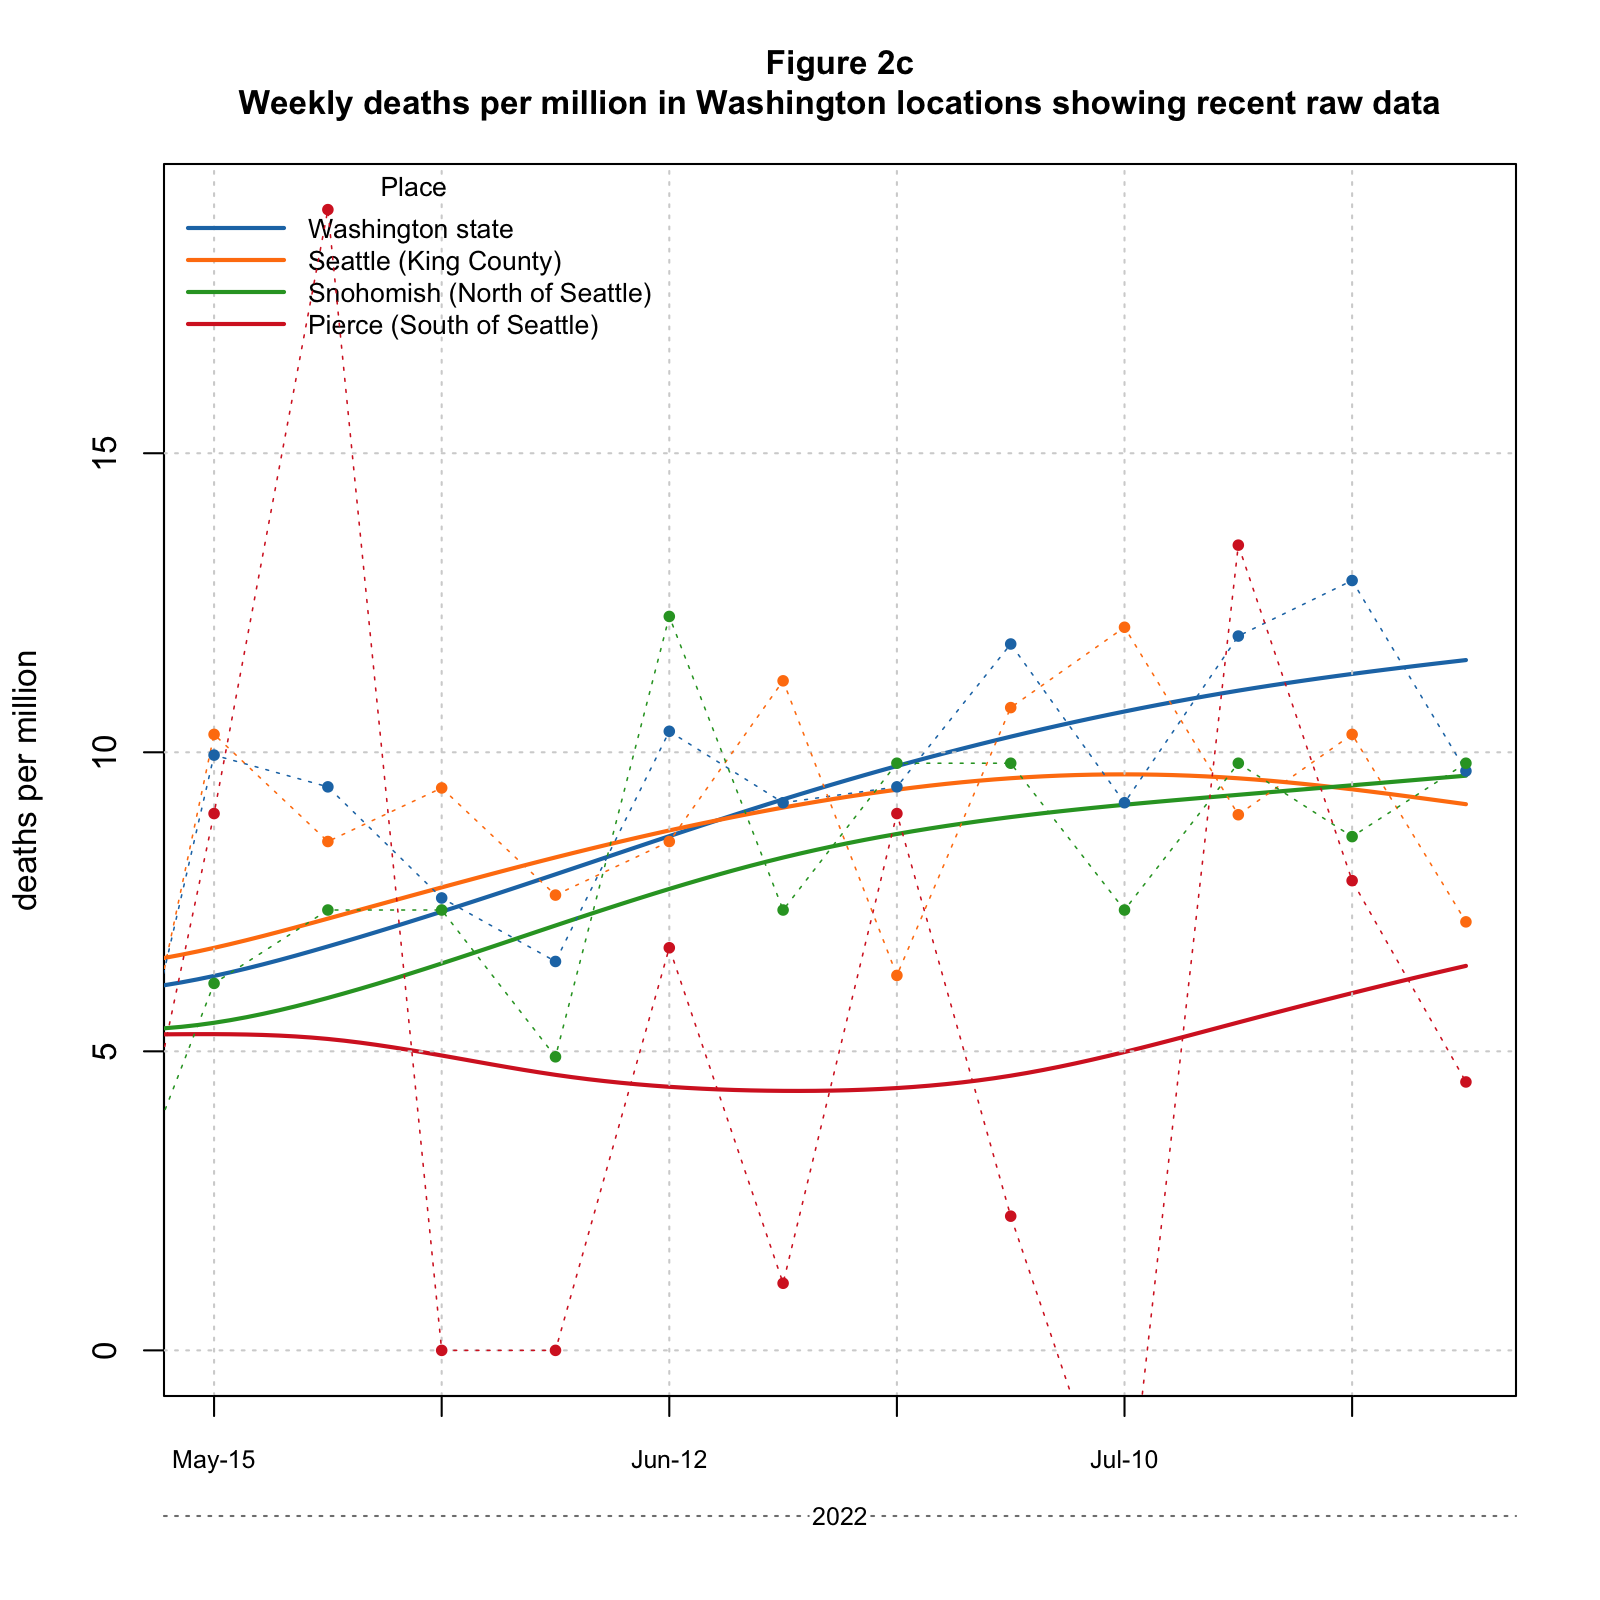 Figure 2c
Weekly deaths per million in Washington locations showing recent raw data
Place
Washington state
Seattle (King County)
Snohomish (North of Seattle)
Pierce (South of Seattle)
deaths per million
15
10
5
0
May-15
Jun-12
Jul-10
2022